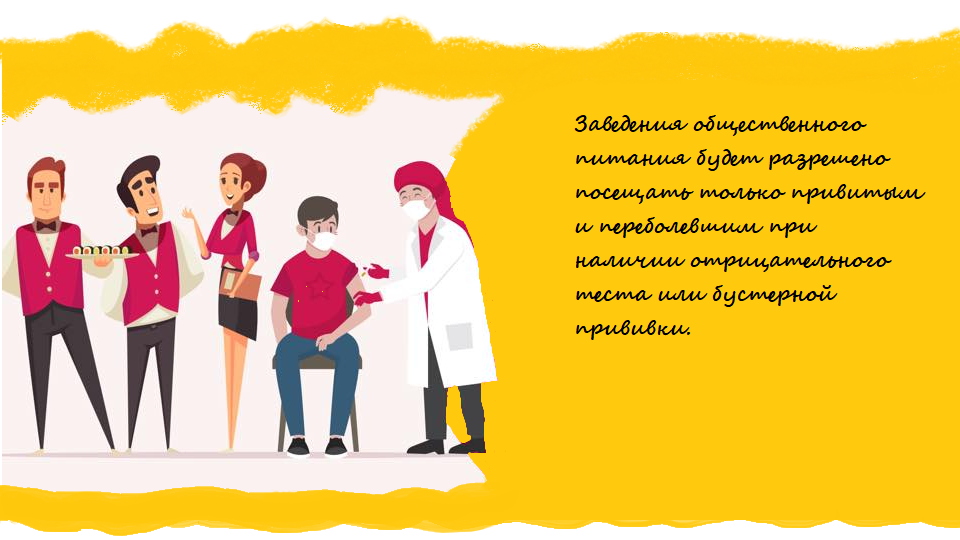 Заведения общественного
питания будет разрешено
посещать только привитым
и переболевшим при
наличии отрицательного
теста или бустерной
прививки.